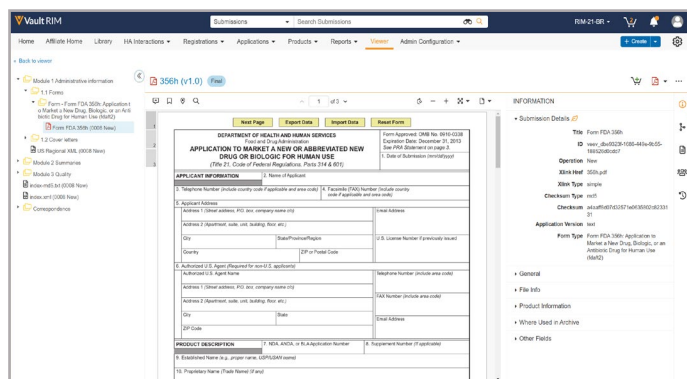 Vault RIM
Submissions
Search Submissions
RIM-21-BR
Home
Affiliate Home
Library
HA Interactions
Registrations
Applications
Products
Reports
Viewer
Admin Configuration
+ Create
« Back to viewer
Module 1 Administrative information
1.1 Forms
Form - Form FDA 356h: Application t
o Market a New Drug, Biologic, or an Anti
biotic Drug for Human Use (Mafi2)
Form FDA 356h (0008 New)
1.2 Cover letters
US Regional XML (0008 New)
Module 2 Summaries
Module 3 Quality
index-md5.txt (0008 New)
index.xml (0008 New)
Correspondence
356h (v1.0)
Final
1 of 3
Next Page
Export Data
Import Data
Reset Form
DEPARTMENT OF HEALTH AND HUMAN SERVICES
Food and Drug Administration
APPLICATION TO MARKET A NEW OR ABBREVIATED NEW
DRUG OR BIOLOGIC FOR HUMAN USE
(Title 21, Code of Federal Regulations, Parts 314 & 601)
Form Approved: OMB No. 0910-0338
Expiration Date: December 31, 2013
See PRA Statement on page 3.
1. Date of Submission (mm/dd/yyyy)
APPLICANT INFORMATION
2. Name of Applicant
3. Telephone Number (Include country code if applicable and area code)
4. Facsimile (FAX) Number (Include country
code if applicable and area code)
5. Applicant Address
Address 1 (Street address, P.O. box, company name c/o)
Email Address
Address 2 (Apartment, suite, unit, building, floor, etc.)
City
State/Province/Region
U.S. License Number if previously issued
Country
ZIP or Postal Code
6. Authorized U.S. Agent (Required for non-U.S. applicants)
Authorized U.S. Agent Name
Telephone Number (Include area code)
Address 1 (Street address, P.O. box, company name c/o)
FAX Number (Include area code)
Address 2 (Apartment, suite, unit, building, floor, etc.)
City
State
Email Address
ZIP Code
PRODUCT DESCRIPTION
7. NDA, ANDA, or BLA Application Number
8. Supplement Number (If applicable)
9. Established Name (e.g., proper name, USP/USAN name)
10. Proprietary Name (Trade Name) (If any)
INFORMATION
Submission Details
Title Form FDA 356h
ID
Operation New
Xlink Href 356h.pdf
Xlink Type simple
Checksum Type md5
Checksum
Application Version text
Form Type Form FDA 356h: Application to
Market a New Drug, Biologic, or an
Antibiotic Drug for Human Use
(Mafi2)
General
File Info
Product Information
Where Used in Archive
Other Fields